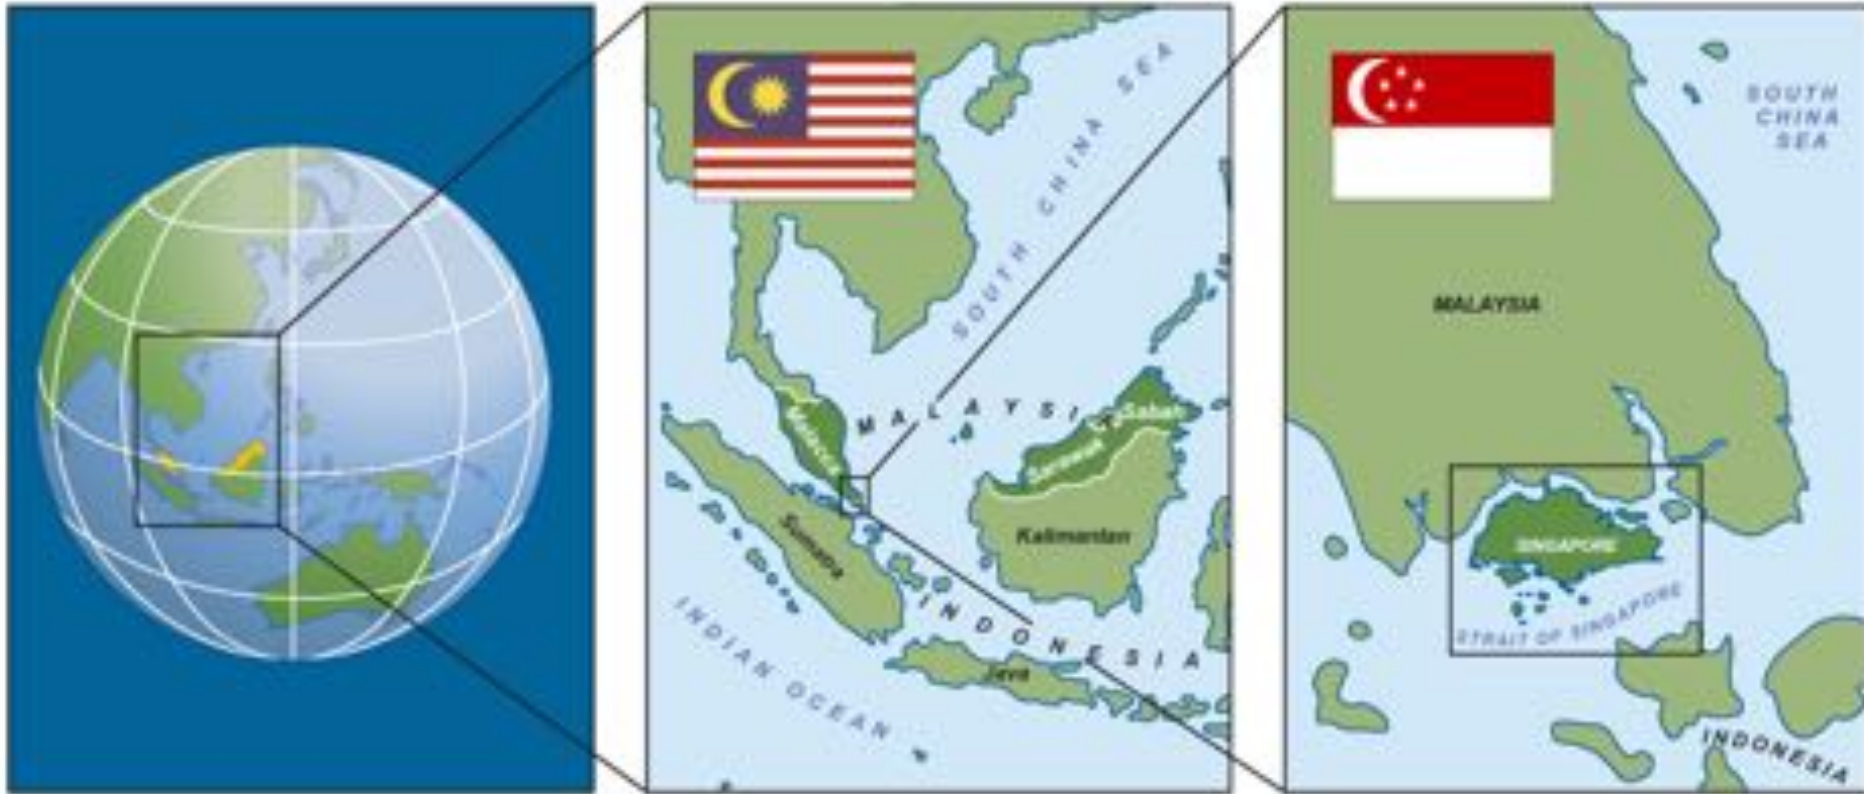 SOUTH CHINA SEA
MALAYSIA
Malacca
Sabah
Sarawak
Sumatra
Kalimantan
INDONESIA
Java
INDIAN OCEAN
SOUTH
CHINA
SEA
MALAYSIA
SINGAPORE
STRAIT OF SINGAPORE
INDONESIA